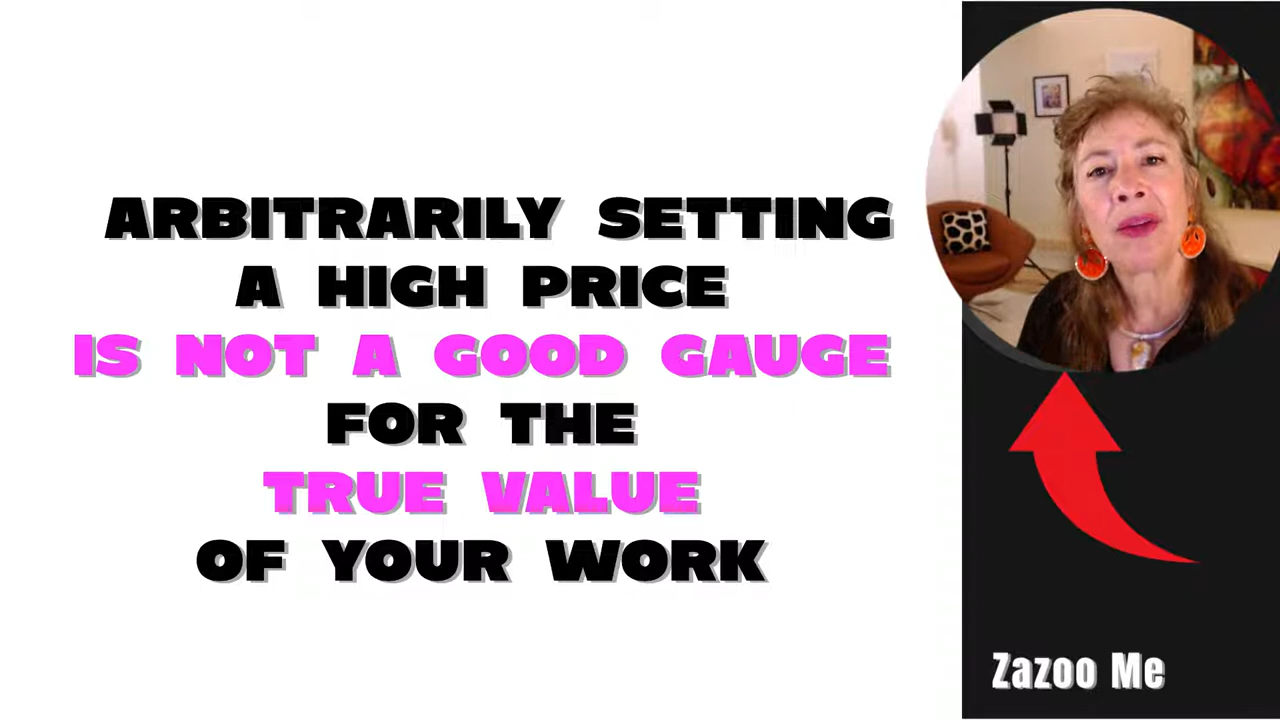 ARBITRARILY SETTING
A HIGH PRICE
IS NOT A GOOD GAUGE
FOR THE
TRUE VALUE
OF YOUR WORK
Zazoo Me